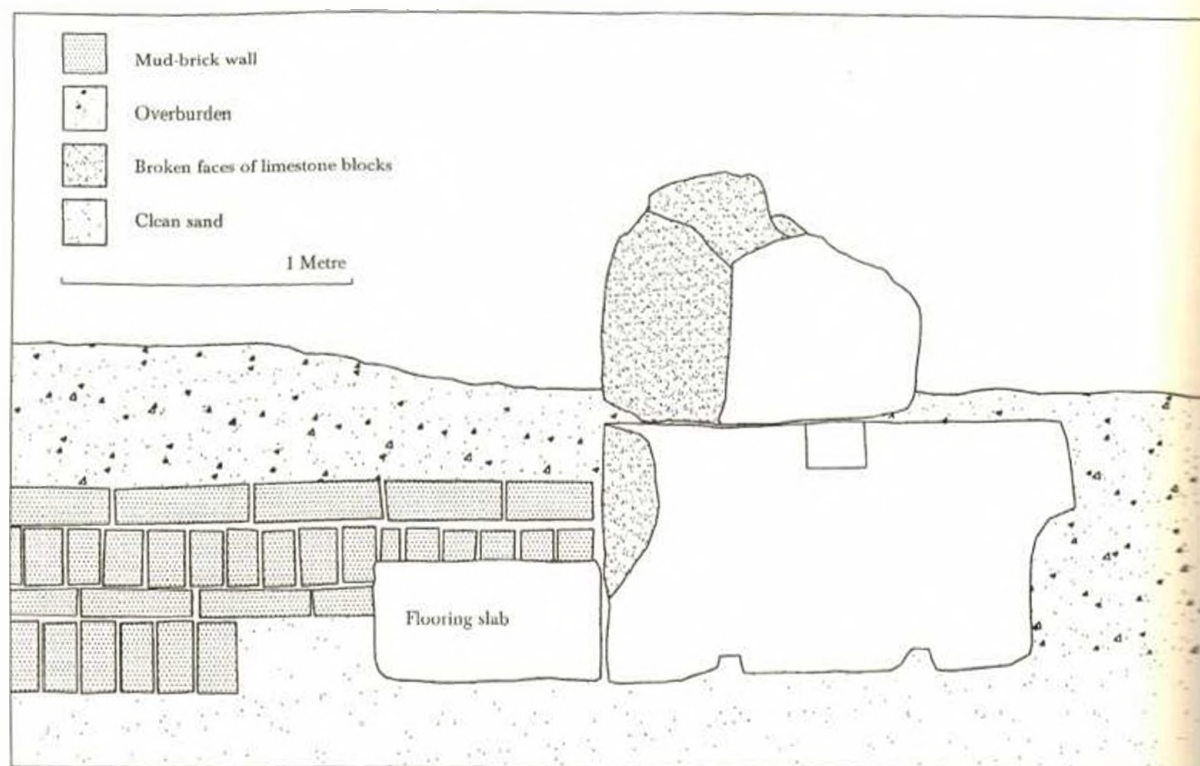 Mud-brick wall
Overburden
Broken faces of limestone blocks
Clean sand
1 Metre
Flooring slab